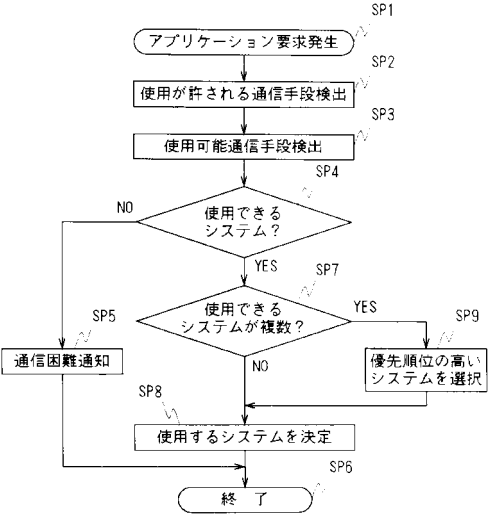 SP1
アプリケーション要求発生
SP2
使用が許される通信手段検出
SP3
使用可能通信手段検出
SP4
使用できる
システム?
NO
YES
SP7
使用できる
システムが複数?
YES
NO
SP5
通信困難通知
SP9
優先順位の高い
システムを選択
SP8
使用するシステムを決定
SP6
終 了